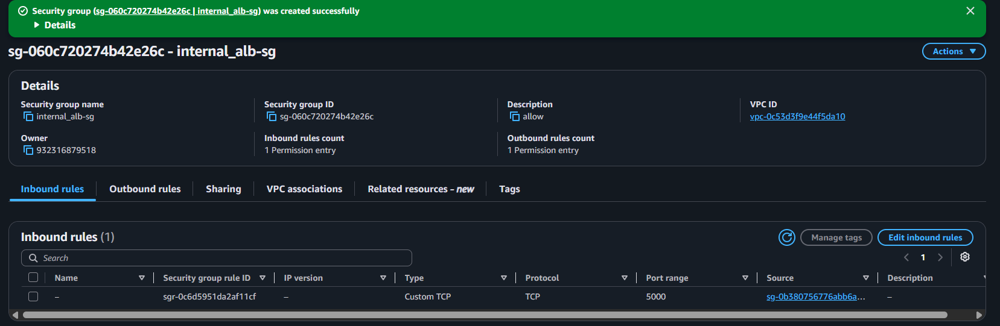 Security group (sg-060c720274b42e26c | internal_alb-sg) was created successfully
Details
sg-060c720274b42e26c - internal_alb-sg
Actions
Details
Security group name
internal_alb-sg
Security group ID
sg-060c720274b42e26c
Description
allow
VPC ID
vpc-0c53d3f9e44f5da10
Owner
932316879518
Inbound rules count
1 Permission entry
Outbound rules count
1 Permission entry
Inbound rules Outbound rules Sharing VPC associations Related resources - new Tags
Inbound rules (1)
Manage tags Edit inbound rules
Search
1
Name Security group rule ID IP version Type Protocol Port range Source Description
– sgr-0c6d5951da2af11cf – Custom TCP TCP 5000 sg-0b380756776abb6a... –